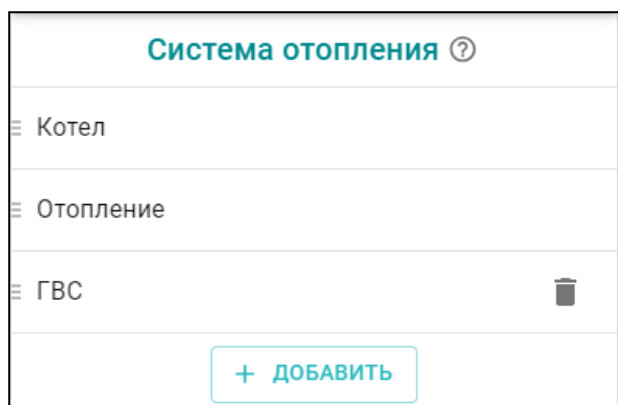 Система отопления ?
Котел
Отопление
ГВС
+ ДОБАВИТЬ